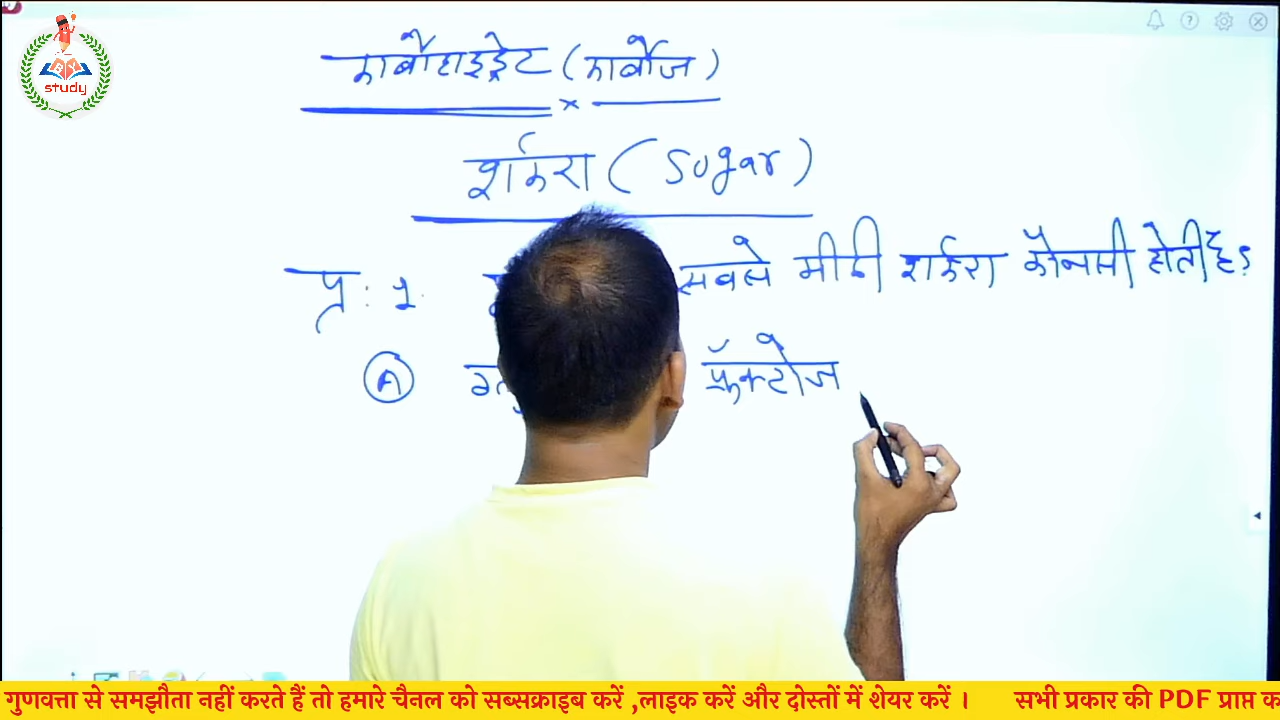 BY
study
कार्बोहाइड्रेट (कार्बोज)
शर्करा (Sugar)
प्र: 1. सबसे मीठी शर्करा कौनसी होती है?
A फ्रैक्टोज
गुणवत्ता से समझौता नहीं करते हैं तो हमारे चैनल को सब्सक्राइब करें ,लाइक करें और दोस्तों में शेयर करें । सभी प्रकार की PDF प्राप्त क